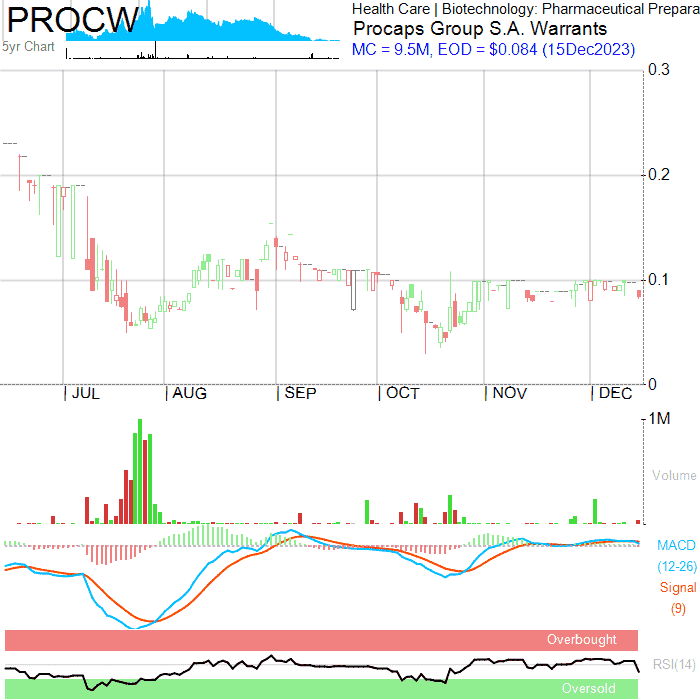 PROCW
5yr Chart
Health Care | Biotechnology: Pharmaceutical Prepara
Procaps Group S.A. Warrants
MC = 9.5M, EOD = $0.084 (15Dec2023)
0.3
0.2
0.1
0
JUL AUG SEP OCT NOV DEC
1M
Volume
MACD
(12-26)
Signal
(9)
Overbought
RSI(14)
Oversold